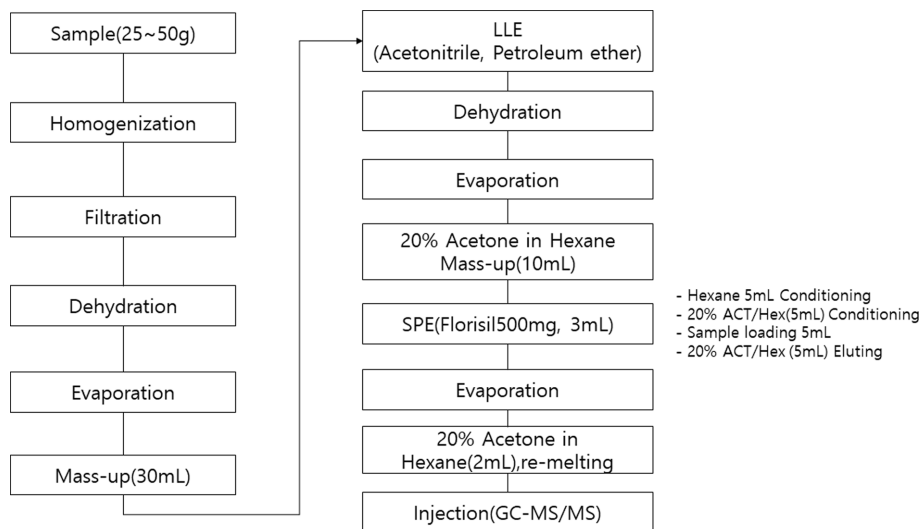 Sample(25~50g)
Homogenization
Filtration
Dehydration
Evaporation
Mass-up(30mL)
LLE
(Acetonitrile, Petroleum ether)
Dehydration
Evaporation
20% Acetone in Hexane
Mass-up(10mL)
SPE(Florisil500mg, 3mL)
- Hexane 5mL Conditioning
- 20% ACT/Hex(5mL) Conditioning
- Sample loading 5mL
- 20% ACT/Hex (5mL) Eluting
Evaporation
20% Acetone in
Hexane(2mL),re-melting
Injection(GC-MS/MS)